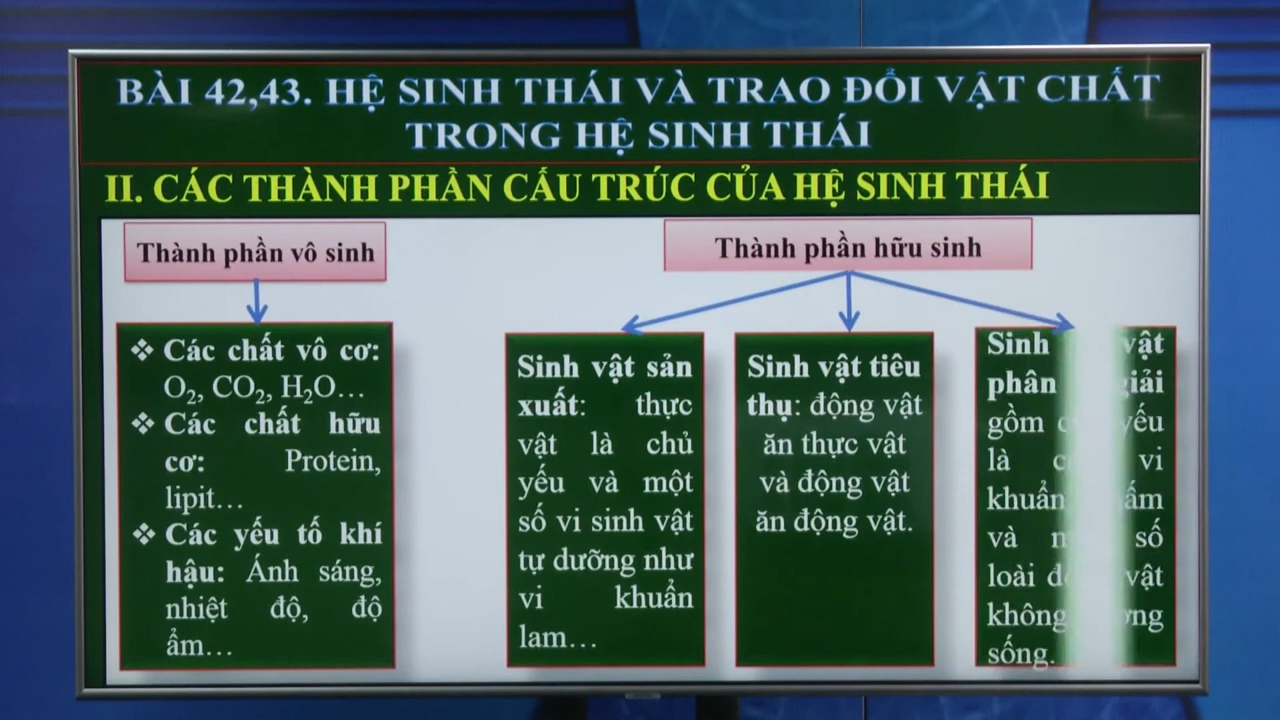 BÀI 42,43. HỆ SINH THÁI VÀ TRAO ĐỔI VẬT CHẤT
TRONG HỆ SINH THÁI
II. CÁC THÀNH PHẦN CẤU TRÚC CỦA HỆ SINH THÁI
Thành phần vô sinh
❖ Các chất vô cơ:
O₂, CO₂, H₂O…
❖ Các chất hữu
cơ: Protein,
lipit…
❖ Các yếu tố khí
hậu: Ánh sáng,
nhiệt độ, độ
ẩm…
Thành phần hữu sinh
Sinh vật sản
xuất: thực
vật là chủ
yếu và một
số vi sinh vật
tự dưỡng như
vi khuẩn
lam…
Sinh vật tiêu
thụ: động vật
ăn thực vật
và động vật
ăn động vật.
Sinh vật
phân giải
gồm yếu
là vi
khuẩn
và số
loài vật
không
sống.